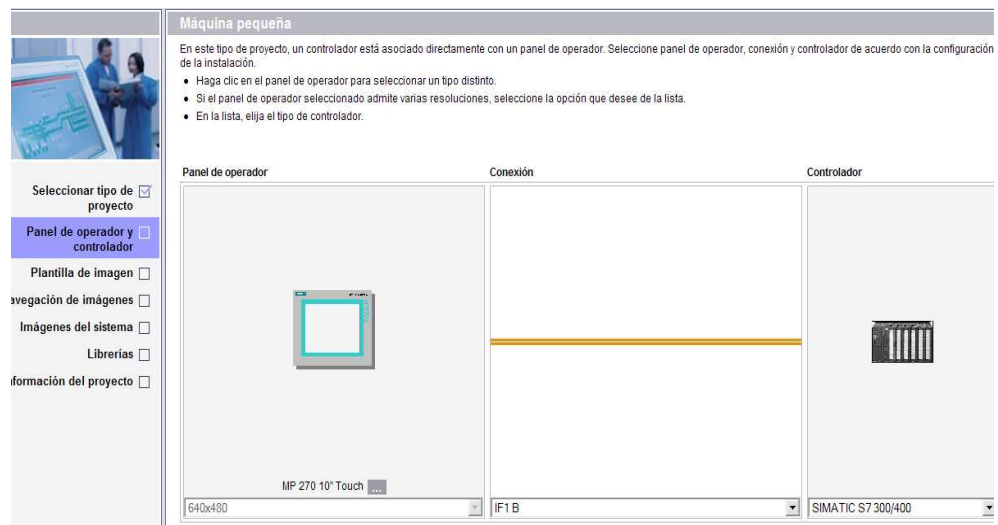 Máquina pequeña
En este tipo de proyecto, un controlador está asociado directamente con un panel de operador. Seleccione panel de operador, conexión y controlador de acuerdo con la configuración
de la instalación.
• Haga clic en el panel de operador para seleccionar un tipo distinto.
• Si el panel de operador seleccionado admite varias resoluciones, seleccione la opción que desee de la lista.
• En la lista, elija el tipo de controlador.
Seleccionar tipo de
proyecto
Panel de operador y
controlador
Plantilla de imagen
avegación de imágenes
Imágenes del sistema
Librerías
nformación del proyecto
Panel de operador
Conexión
Controlador
TOUCH
MP 270 10" Touch ...
640x480
IF1 B
SIMATIC S7 300/400